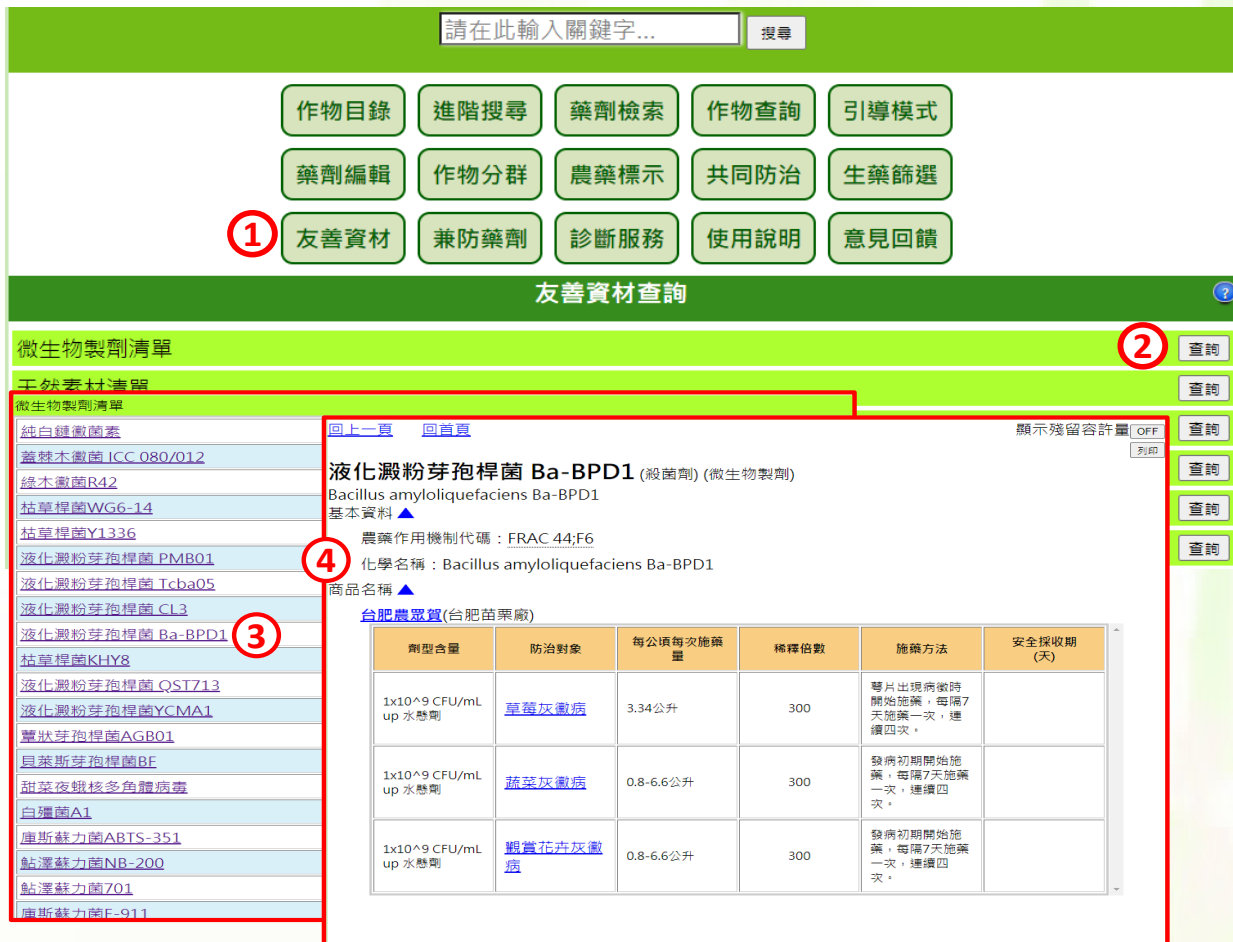 請在此輸入關鍵字...
搜尋
作物目錄 進階搜尋 藥劑檢索 作物查詢 引導模式
藥劑編輯 作物分群 農藥標示 共同防治 生藥篩選
① 友善資材 兼防藥劑 診斷服務 使用說明 意見回饋
友善資材查詢 ?
微生物製劑清單 ② 查詢
天然素材清單 查詢
查詢
查詢
查詢
查詢
微生物製劑清單
純白鏈黴菌素
蓋棘木黴菌 ICC 080/012
綠木黴菌R42
枯草桿菌WG6-14
枯草桿菌Y1336
液化澱粉芽孢桿菌 PMB01
液化澱粉芽孢桿菌 Tcba05
液化澱粉芽孢桿菌 CL3
液化澱粉芽孢桿菌 Ba-BPD1 ③
枯草桿菌KHY8
液化澱粉芽孢桿菌 QST713
液化澱粉芽孢桿菌YCMA1
蕈狀芽孢桿菌AGB01
貝萊斯芽孢桿菌BF
甜菜夜蛾核多角體病毒
白殭菌A1
庫斯蘇力菌ABTS-351
鮎澤蘇力菌NB-200
鮎澤蘇力菌701
庫斯蘇力菌E-911
回上一頁 回首頁 顯示殘留容許量 OFF
列印
液化澱粉芽孢桿菌 Ba-BPD1 (殺菌劑) (微生物製劑)
Bacillus amyloliquefaciens Ba-BPD1
基本資料 ▲
農藥作用機制代碼：FRAC 44;F6
④ 化學名稱：Bacillus amyloliquefaciens Ba-BPD1
商品名稱 ▲
台肥農眾賀(台肥苗栗廠)
劑型含量 防治對象 每公頃每次施藥 稀釋倍數 施藥方法 安全採收期
量 (天)
1x10^9 CFU/mL
up 水懸劑
草莓灰黴病
3.34公升
300
萼片出現病徵時
開始施藥，每隔7
天施藥一次，連
續四次。
1x10^9 CFU/mL
up 水懸劑
蔬菜灰黴病
0.8-6.6公升
300
發病初期開始施
藥，每隔7天施藥
一次，連續四
次。
1x10^9 CFU/mL
up 水懸劑
觀賞花卉灰黴
病
0.8-6.6公升
300
發病初期開始施
藥，每隔7天施藥
一次，連續四
次。